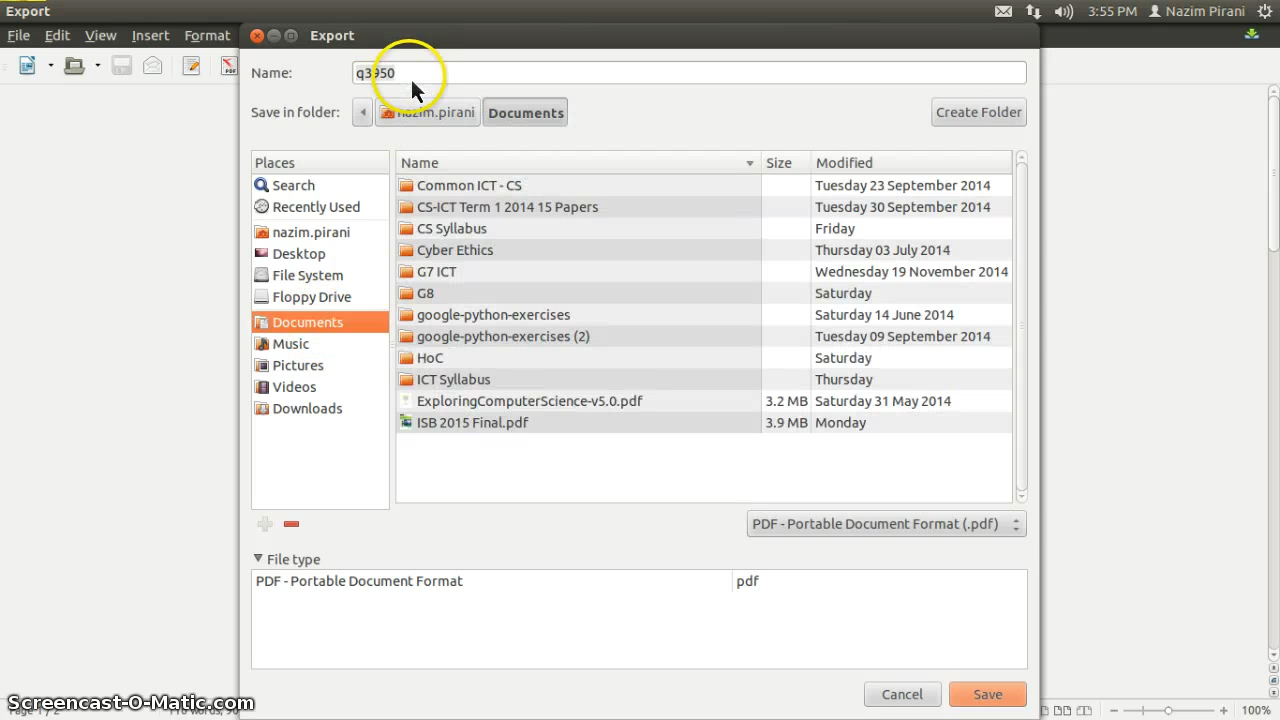 Export 3:55 PM Nazim Pirani
File Edit View Insert Format Export
Name: q3950
Save in folder: nazim.pirani Documents Create Folder
Places Name Size Modified
Search Common ICT - CS Tuesday 23 September 2014
Recently Used CS-ICT Term 1 2014 15 Papers Tuesday 30 September 2014
CS Syllabus Friday
nazim.pirani Cyber Ethics Thursday 03 July 2014
Desktop
File System G7 ICT Wednesday 19 November 2014
Floppy Drive G8 Saturday
Documents google-python-exercises Saturday 14 June 2014
Music google-python-exercises (2) Tuesday 09 September 2014
Pictures HoC Saturday
Videos ICT Syllabus Thursday
Downloads ExploringComputerScience-v5.0.pdf 3.2 MB Saturday 31 May 2014
ISB 2015 Final.pdf 3.9 MB Monday
PDF - Portable Document Format (.pdf)
File type
PDF - Portable Document Format pdf
Cancel Save
Screencast-O-Matic.com
100%